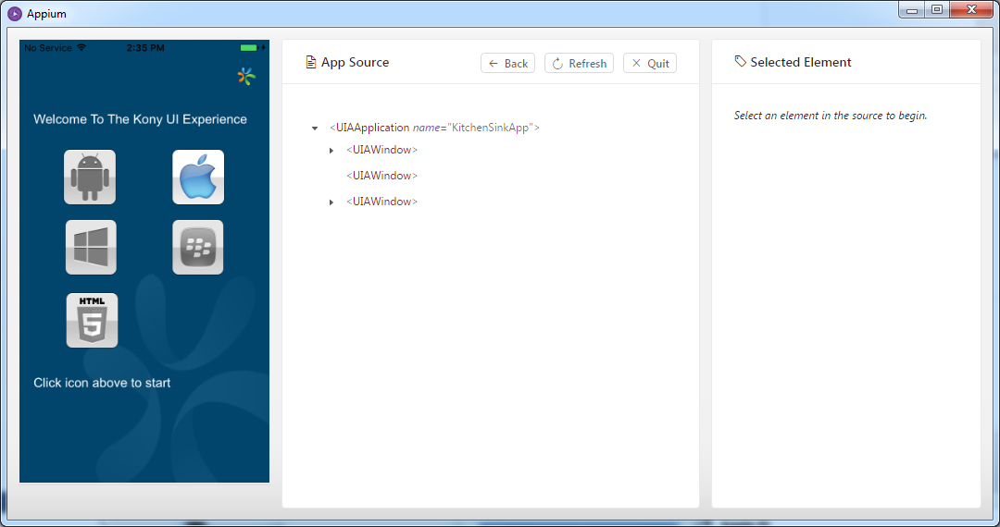 Appium
No Service 2:35 PM
Welcome To The Kony UI Experience
HTML
5
Click icon above to start
App Source
Back
Refresh
Quit
<UIAApplication name="KitchenSinkApp">
<UIAWindow>
<UIAWindow>
<UIAWindow>
Selected Element
Select an element in the source to begin.